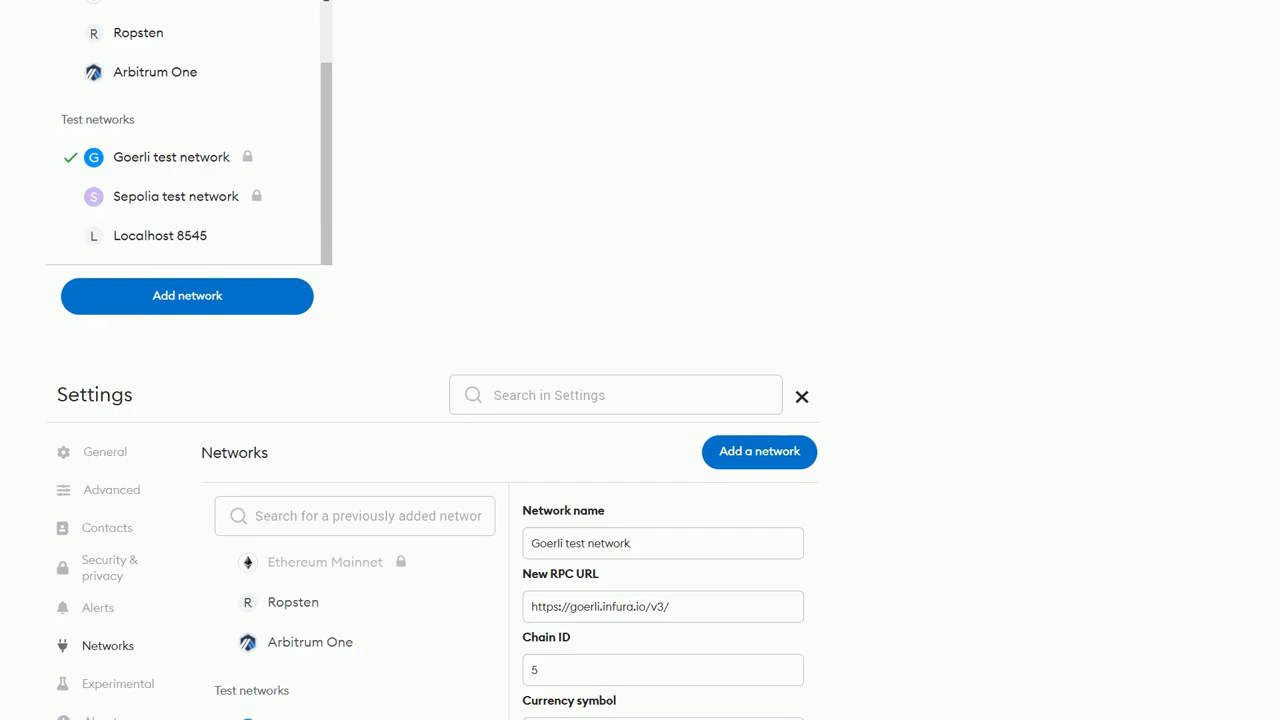 R Ropsten
Arbitrum One
Test networks
G Goerli test network
S Sepolia test network
L Localhost 8545
Add network
Settings
Search in Settings
General
Networks
Add a network
Advanced
Search for a previously added networ
Network name
Goerli test network
Contacts
Security &
privacy
Ethereum Mainnet
New RPC URL
Alerts
R Ropsten
https://goerli.infura.io/v3/
Networks
Arbitrum One
Chain ID
5
Experimental
Test networks
Currency symbol